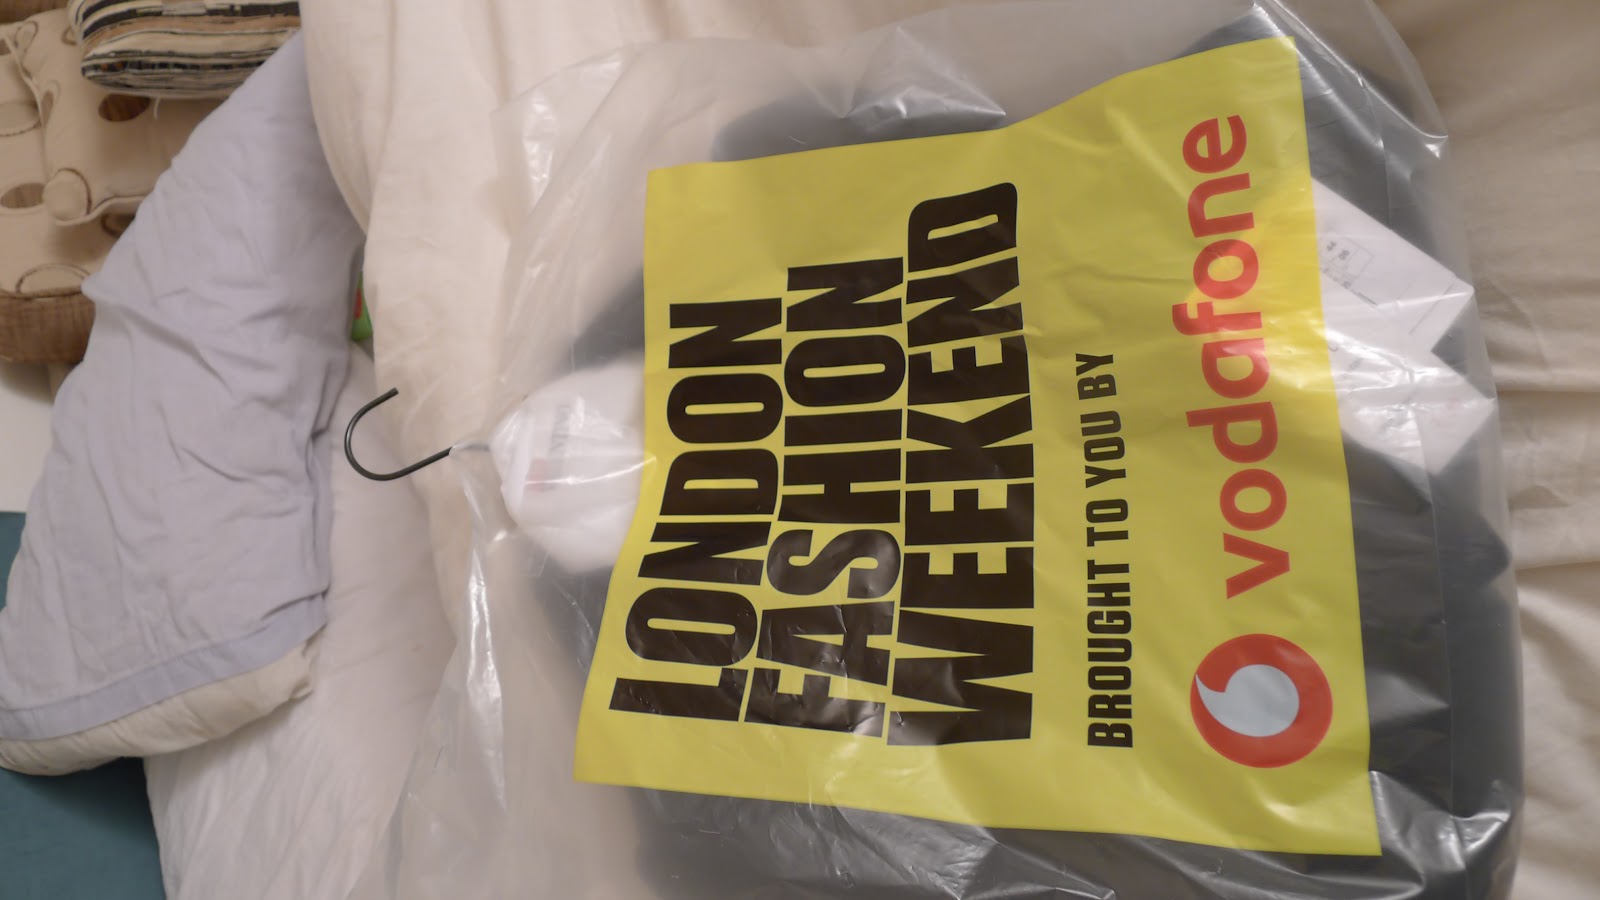 LONDON
FASHION
WEEKEND
BROUGHT TO YOU BY
vodafone